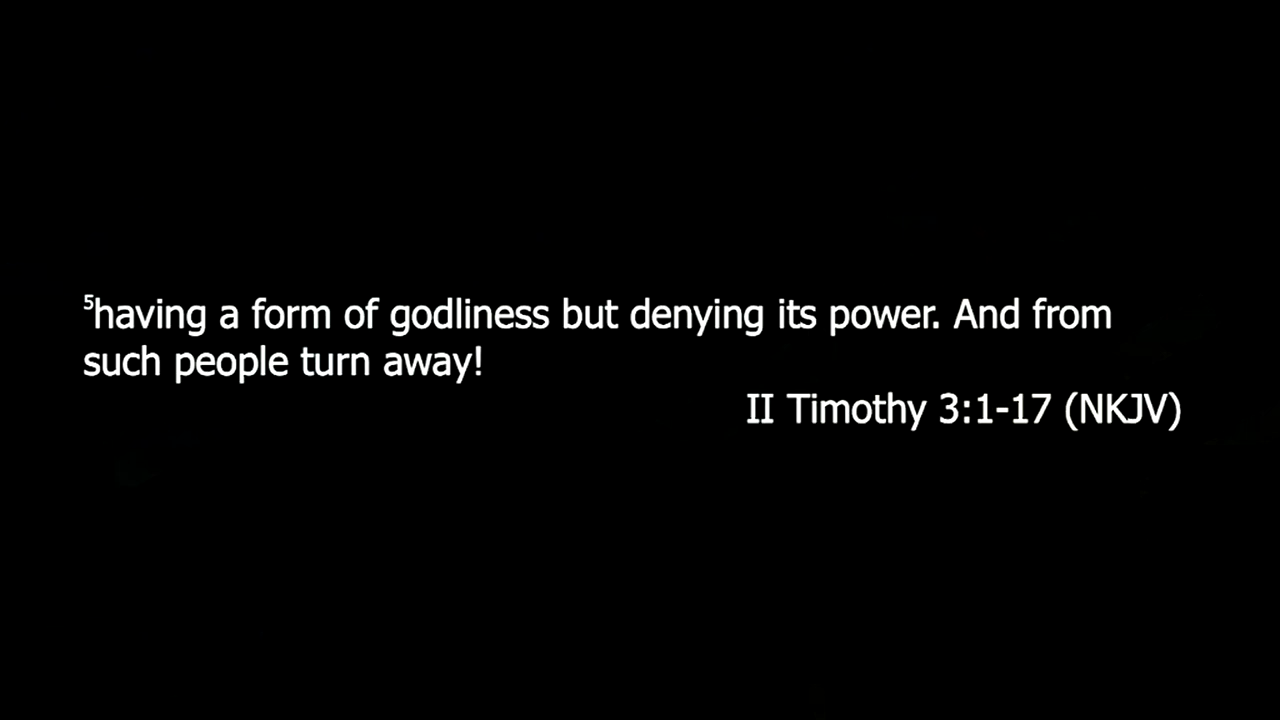 ⁵having a form of godliness but denying its power. And from
such people turn away!
II Timothy 3:1-17 (NKJV)